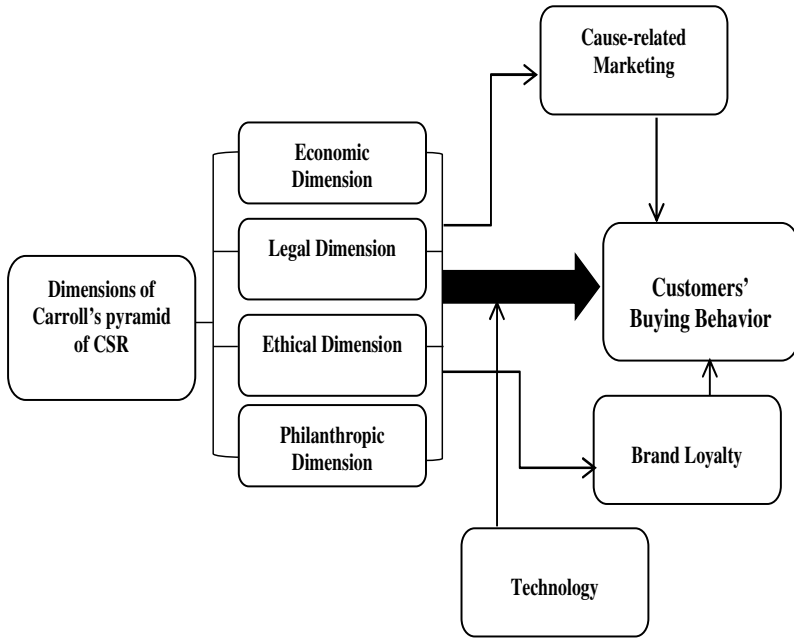 Cause-related
Marketing
Economic
Dimension
Legal Dimension
Dimensions of
Carroll's pyramid
of CSR
Customers'
Buying Behavior
Ethical Dimension
Philanthropic
Dimension
Brand Loyalty
Technology